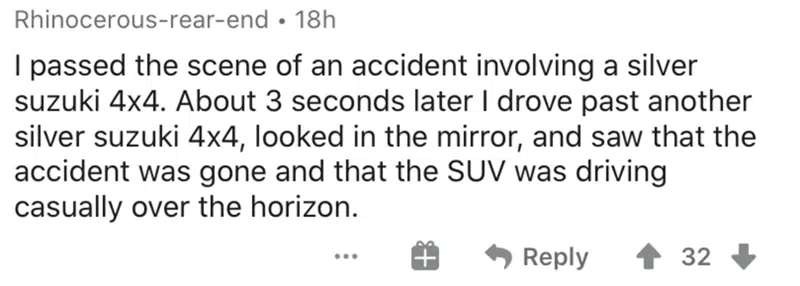 Rhinocerous-rear-end • 18h
I passed the scene of an accident involving a silver
suzuki 4x4. About 3 seconds later I drove past another
silver suzuki 4x4, looked in the mirror, and saw that the
accident was gone and that the SUV was driving
casually over the horizon.
... Reply 32